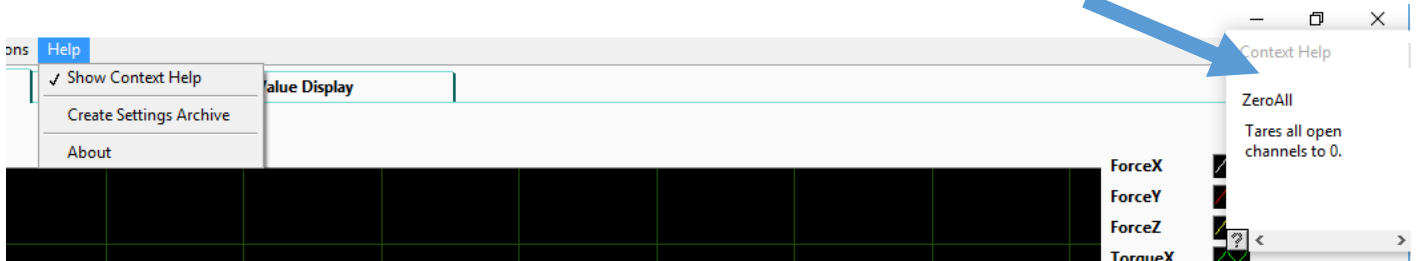 ons Help
Context Help
✓ Show Context Help
alue Display
ZeroAll
Create Settings Archive
Tares all open
channels to 0.
About
ForceX
ForceY
ForceZ
?
TorqueX